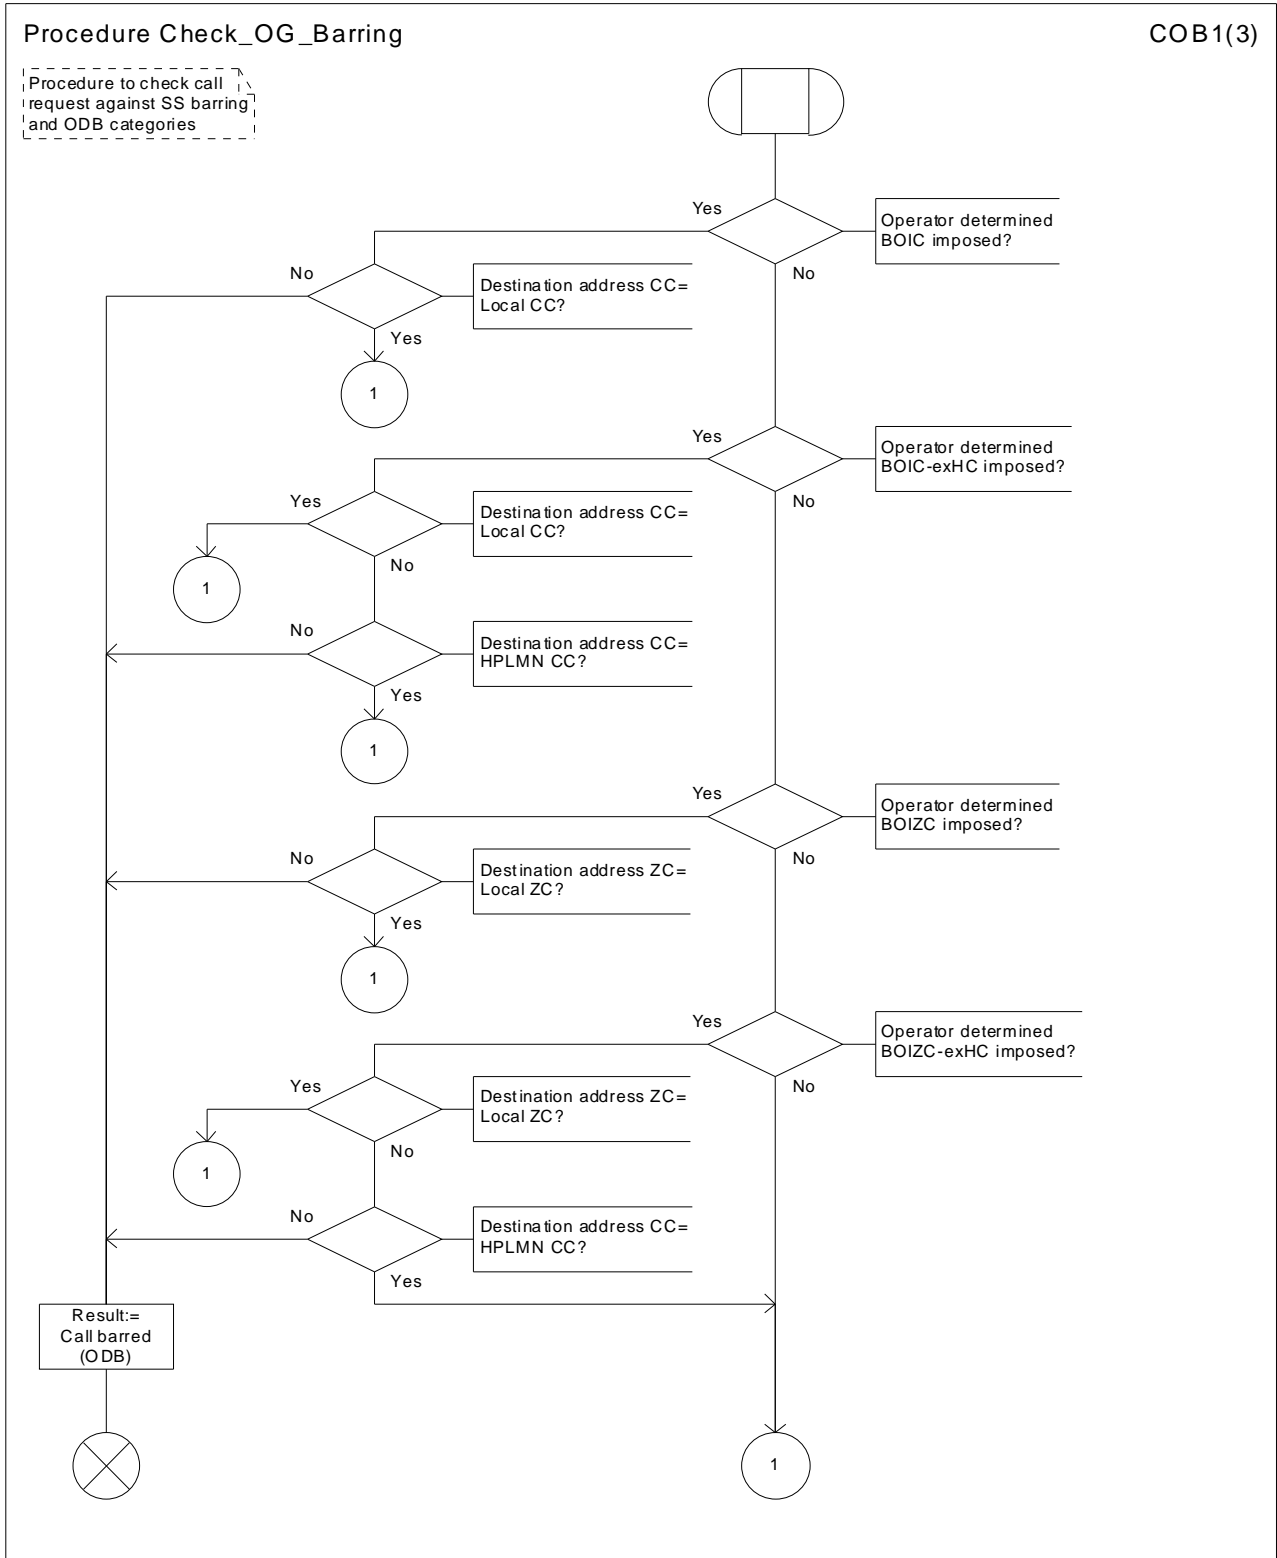 Procedure Check_OG_Barring
COB1(3)
Procedure to check call
request against SS barring
and ODB categories
Yes
Operator determined
BOIC imposed?
No
No
Destination address CC=
Local CC?
Yes
1
Yes
Operator determined
BOIC-exHC imposed?
No
Yes
Destination address CC=
Local CC?
No
1
No
Destination address CC=
HPLMN CC?
Yes
1
Yes
Operator determined
BOIZC imposed?
No
No
Destination address ZC=
Local ZC?
Yes
1
Yes
Operator determined
BOIZC-exHC imposed?
No
Yes
Destination address ZC=
Local ZC?
No
1
No
Destination address CC=
HPLMN CC?
Yes
Result:=
Call barred
(ODB)
1